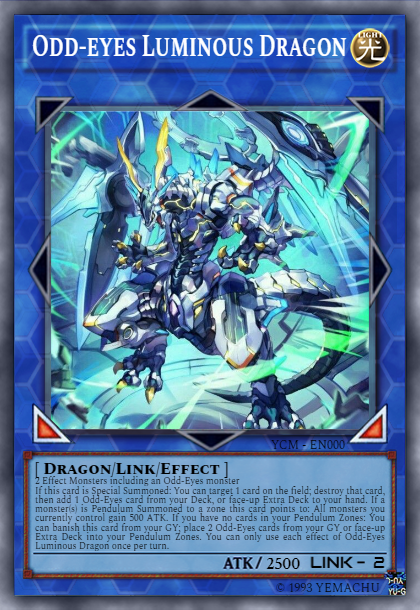 Odd-eyes Luminous Dragon
LIGHT
光
YCM - EN000
[ Dragon/Link/Effect ]
2 Effect Monsters including an Odd-Eyes monster
If this card is Special Summoned: You can target 1 card on the field; destroy that card,
then add 1 Odd-Eyes card from your Deck, or face-up Extra Deck to your hand. If a
monster(s) is Pendulum Summoned to a zone this card points to: All monsters you
currently control gain 500 ATK. If you have no cards in your Pendulum Zones: You
can banish this card from your GY; place 2 Odd-Eyes cards from your GY or face-up
Extra Deck into your Pendulum Zones. You can only use each effect of Odd-Eyes
Luminous Dragon once per turn.
ATK/ 2500 LINK - 2
© 1993 YEMACHU